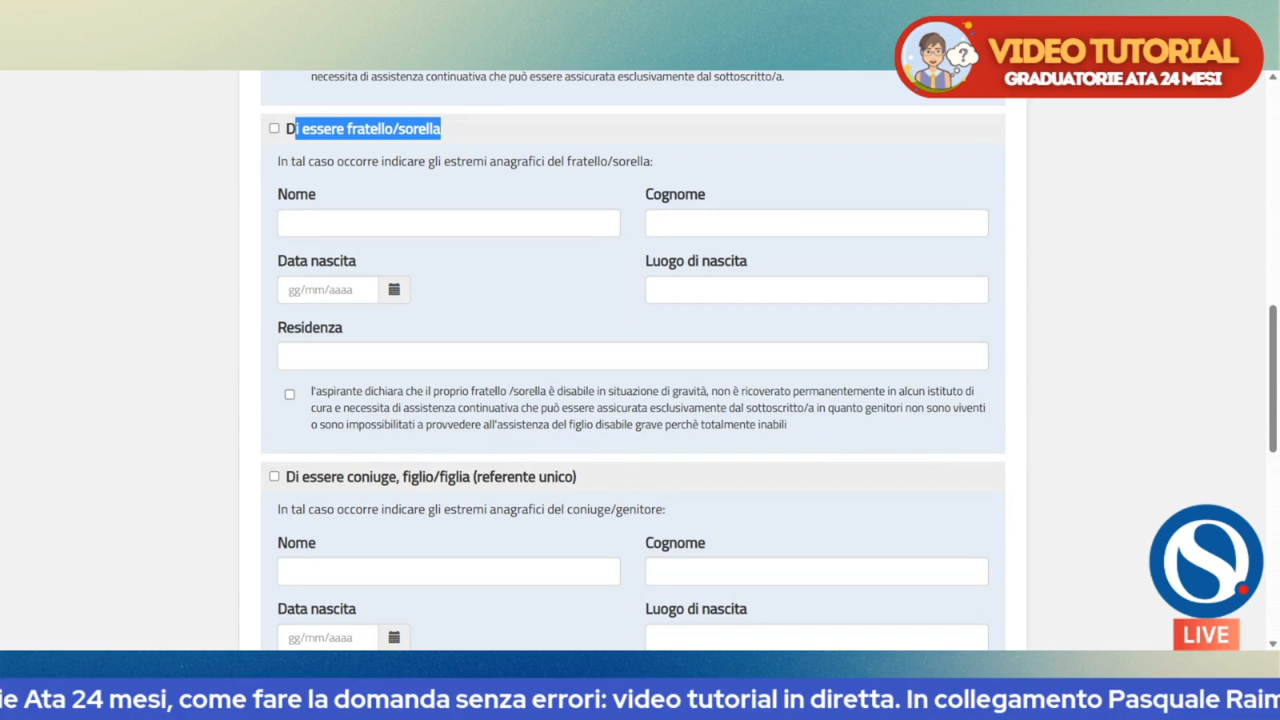 VIDEO TUTORIAL
GRADUATORIE ATA 24 MESI
necessita di assistenza continuativa che può essere assicurata esclusivamente dal sottoscritto/a.
Di essere fratello/sorella
In tal caso occorre indicare gli estremi anagrafici del fratello/sorella:
Nome Cognome
Data nascita Luogo di nascita
gg/mm/aaaa
Residenza
l'aspirante dichiara che il proprio fratello /sorella è disabile in situazione di gravità, non è ricoverato permanentemente in alcun istituto di
cura e necessita di assistenza continuativa che può essere assicurata esclusivamente dal sottoscritto/a in quanto genitori non sono viventi
o sono impossibilitati a provvedere all'assistenza del figlio disabile grave perchè totalmente inabili
Di essere coniuge, figlio/figlia (referente unico)
In tal caso occorre indicare gli estremi anagrafici del coniuge/genitore:
Nome Cognome
Data nascita Luogo di nascita
gg/mm/aaaa
LIVE
ie Ata 24 mesi, come fare la domanda senza errori: video tutorial in diretta. In collegamento Pasquale Raim